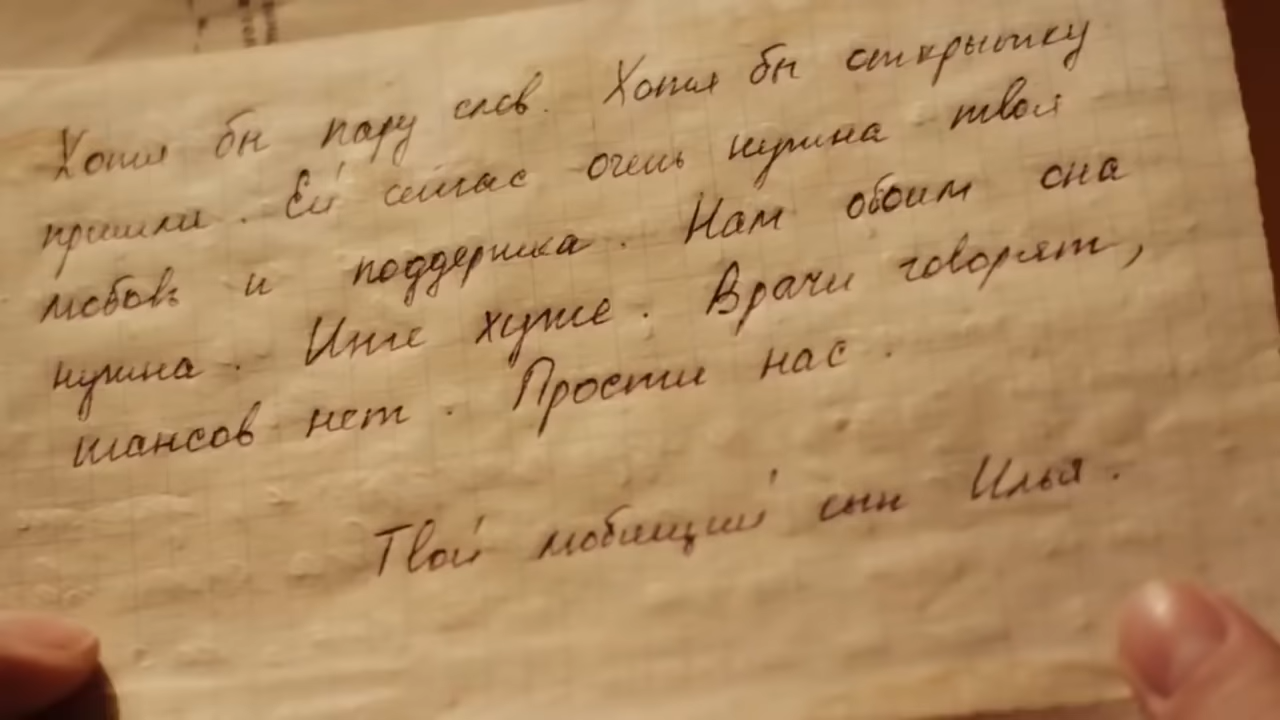 Хотя бы пару слов. Хотя бы открытку
пришли. Ей сейчас очень нужна твоя
любовь и поддержка. Нам обоим она
нужна. Инге хуже. Врачи говорят,
шансов нет. Прости нас.
Твой любящий сын Илья.